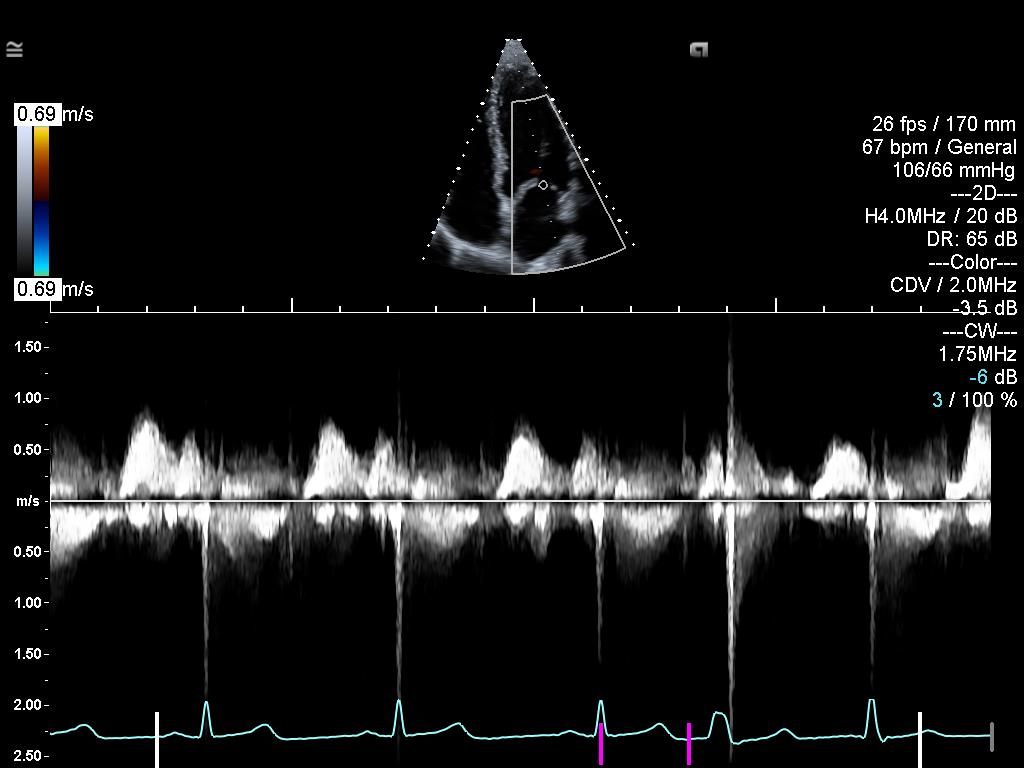 0.69 m/s
0.69 m/s
26 fps / 170 mm
67 bpm / General
106/66 mmHg
---2D---
H4.0MHz / 20 dB
DR: 65 dB
---Color---
CDV / 2.0MHz
-3.5 dB
---CW---
1.75MHz
-6 dB
3 / 100 %
1.50
1.00
0.50
m/s
0.50
1.00
1.50
2.00
2.50